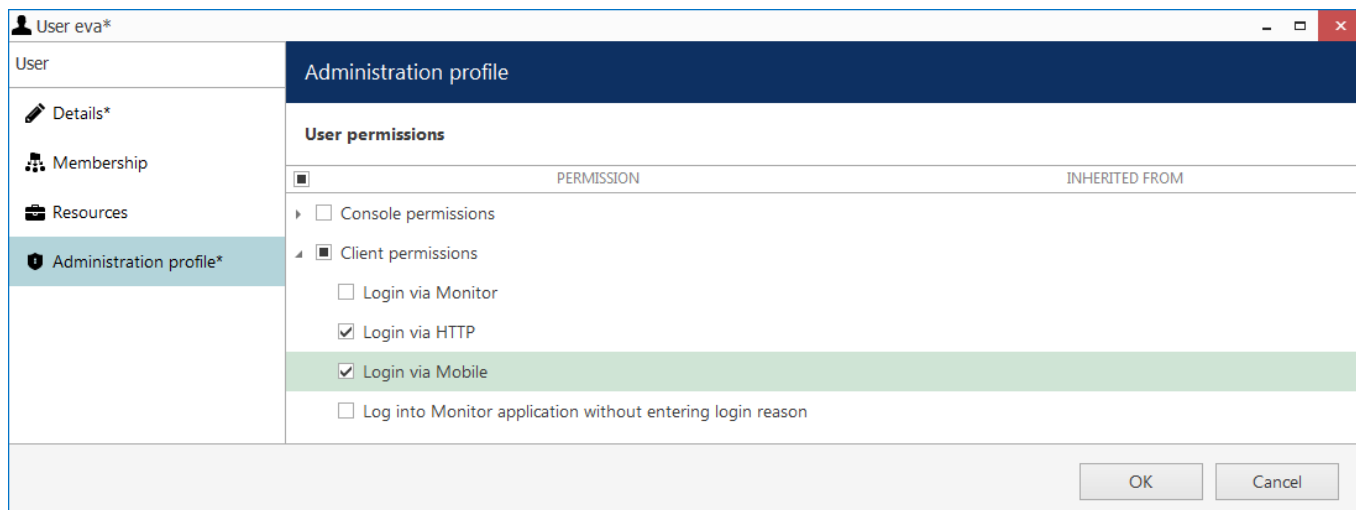 User eva*
User
Details*
Membership
Resources
Administration profile*
Administration profile
User permissions
PERMISSION INHERITED FROM
Console permissions
Client permissions
Login via Monitor
Login via HTTP
Login via Mobile
Log into Monitor application without entering login reason
OK Cancel